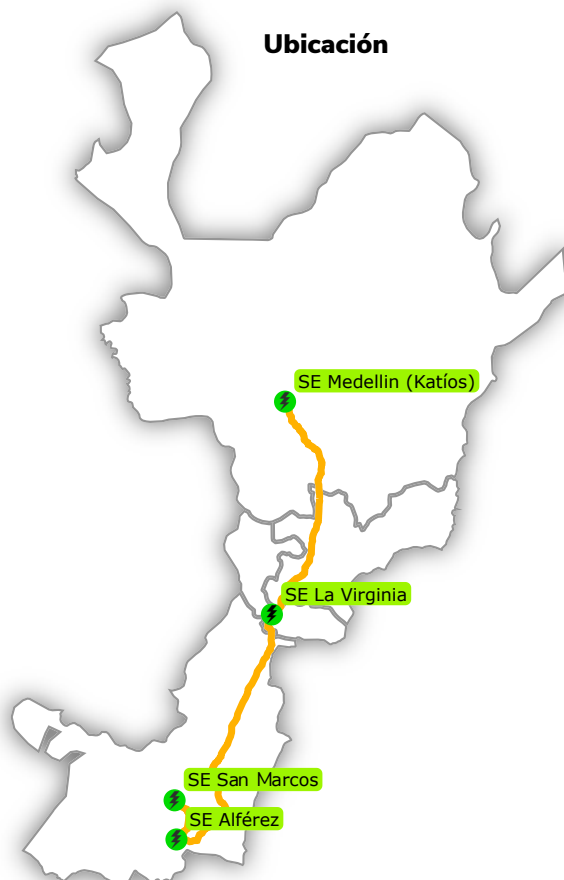 Ubicación
SE Medellin (Katíos)
SE La Virginia
SE San Marcos
SE Alférez